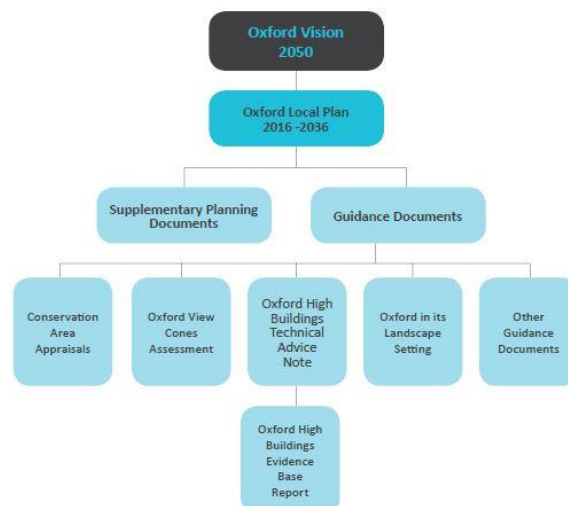 Oxford Vision
2050
Oxford Local Plan
2016 -2036
Supplementary Planning
Documents
Guidance Documents
Conservation
Area
Appraisals
Oxford View
Cones
Assessment
Oxford High
Buildings
Technical
Advice
Note
Oxford in its
Landscape
Setting
Other
Guidance
Documents
Oxford High
Buildings
Evidence
Base
Report